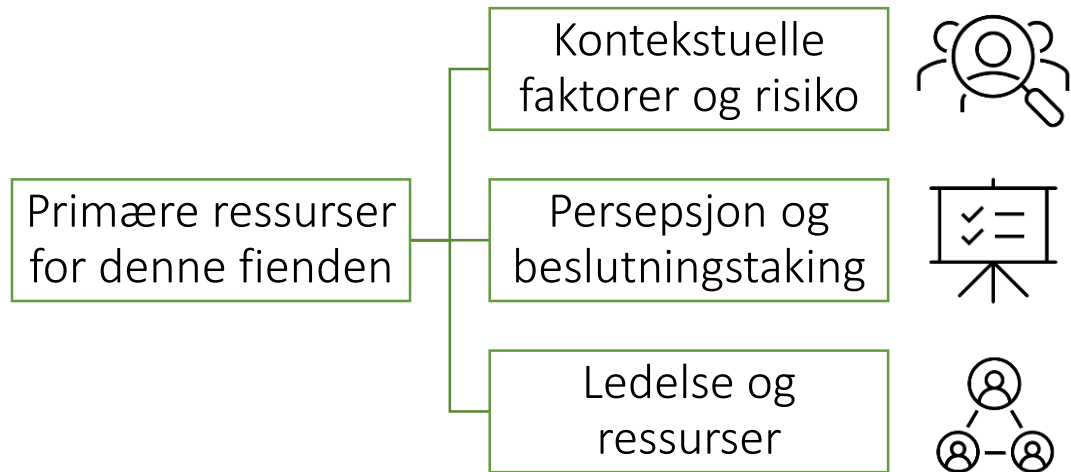 Kontekstuelle
faktorer og risiko
Primære ressurser
for denne fienden
Persepsjon og
beslutningstaking
Ledelse og
ressurser